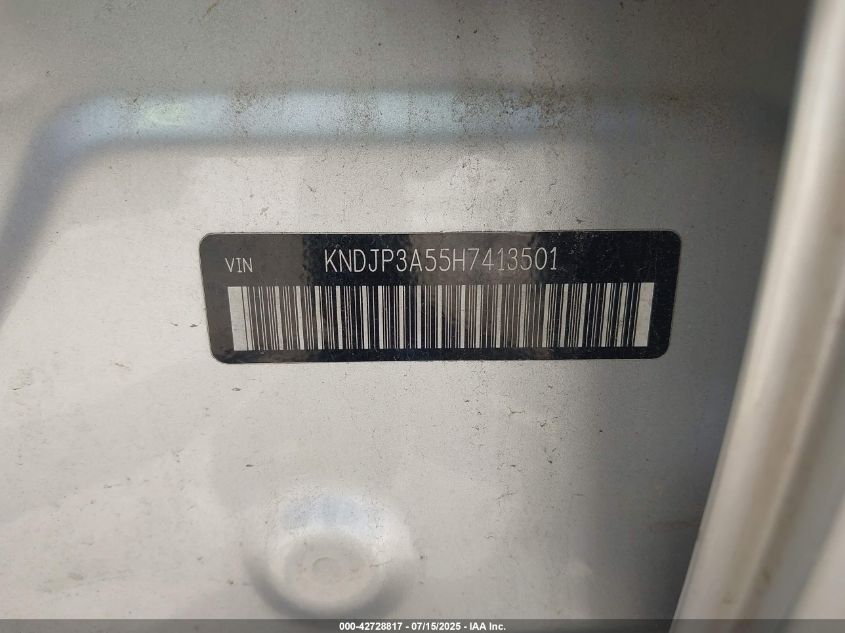 VIN KNDJP3A55H7413501
000-42728817 - 07/15/2025 - IAA Inc.